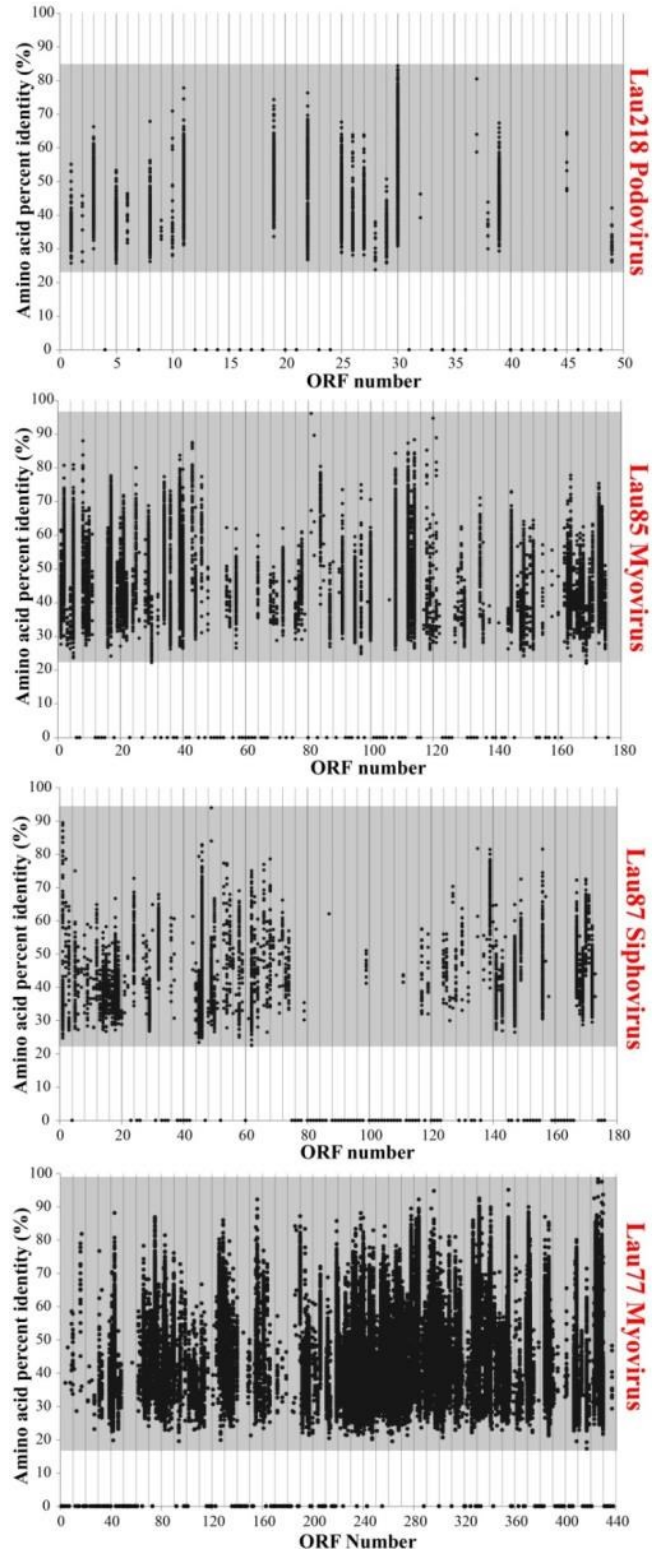 100
90
80
70
60
50
40
30
20
10
0
Amino acid percent identity (%)
0 5 10 15 20 25 30 35 40 45 50
ORF number
Lau218 Podovirus
100
90
80
70
60
50
40
30
20
10
0
Amino acid percent identity (%)
0 20 40 60 80 100 120 140 160 180
ORF number
Lau85 Myovirus
100
90
80
70
60
50
40
30
20
10
0
Amino acid percent identity (%)
0 20 40 60 80 100 120 140 160 180
ORF number
Lau87 Siphovirus
100
90
80
70
60
50
40
30
20
10
0
Amino acid percent identity (%)
0 40 80 120 160 200 240 280 320 360 400 440
ORF Number
Lau77 Myovirus